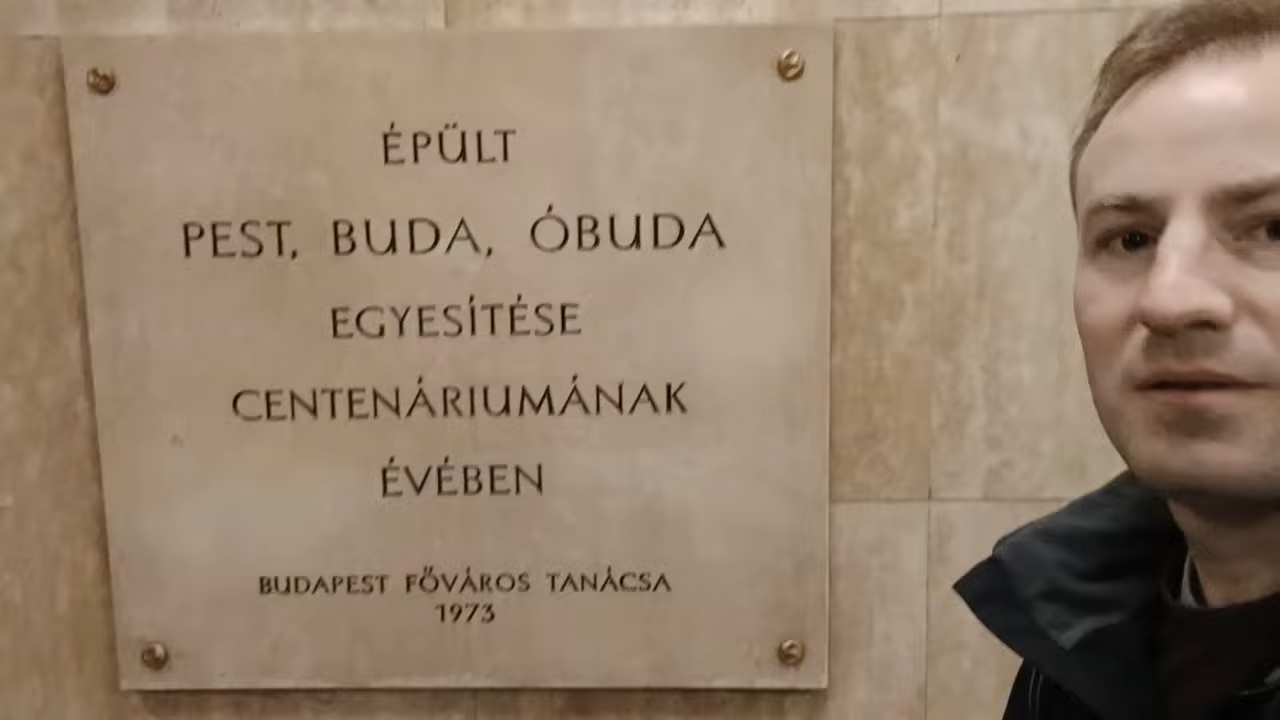 ÉPÜLT
PEST, BUDA, ÓBUDA
EGYESÍTÉSE
CENTENÁRIUMÁNAK
ÉVÉBEN
BUDAPEST FŐVÁROS TANÁCSA
1973